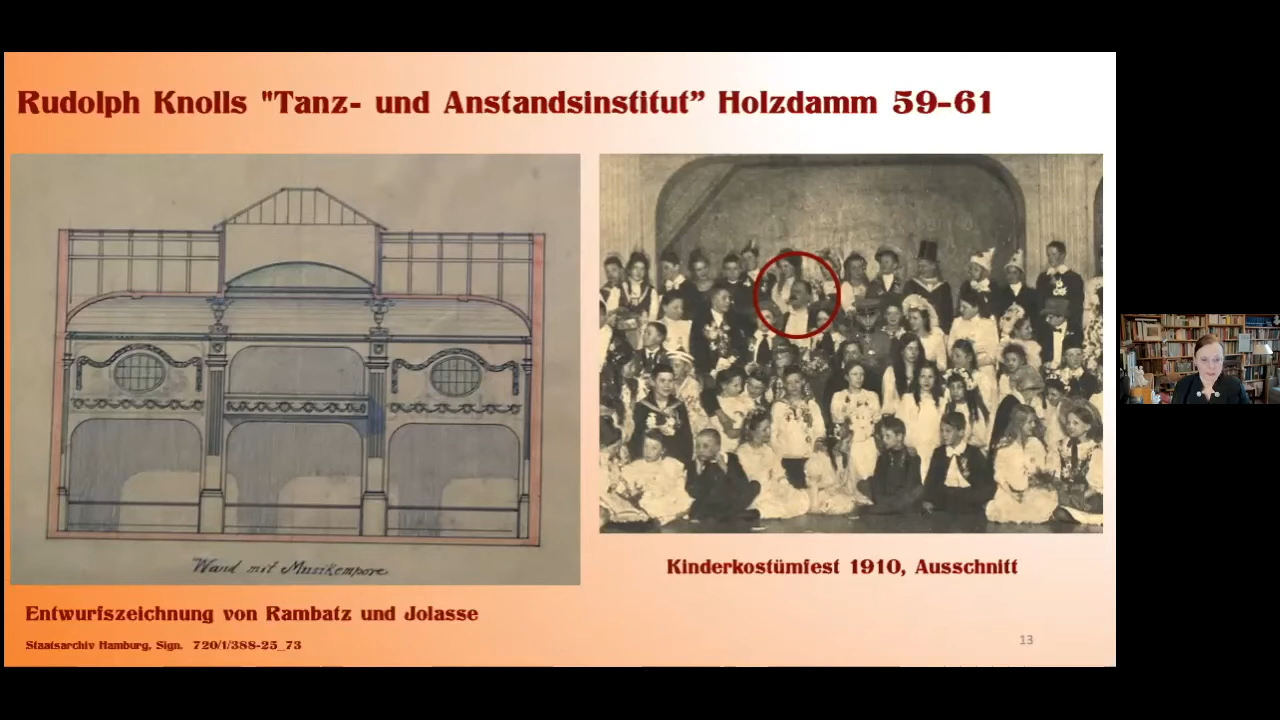 Rudolph Knolls "Tanz- und Anstandsinstitut” Holzdamm 59-61
Wand mit Musikempore
Kinderkostümfest 1910, Ausschnitt
Entwurfszeichnung von Rambatz und Jolasse
Staatsarchiv Hamburg, Sign. 720/1/388-25_73
13